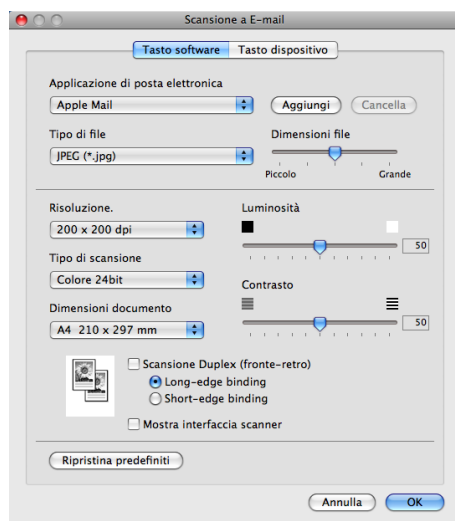 Scansione a E-mail
Tasto software Tasto dispositivo
Applicazione di posta elettronica
Apple Mail Aggiungi Cancella
Tipo di file Dimensioni file
JPEG (*.jpg)
Piccolo Grande
Risoluzione. Luminosità
200 x 200 dpi
50
Tipo di scansione
Colore 24bit
Contrasto
Dimensioni documento
A4 210 x 297 mm 50
Scansione Duplex (fronte-retro)
Long-edge binding
Short-edge binding
Mostra interfaccia scanner
Ripristina predefiniti
Annulla OK